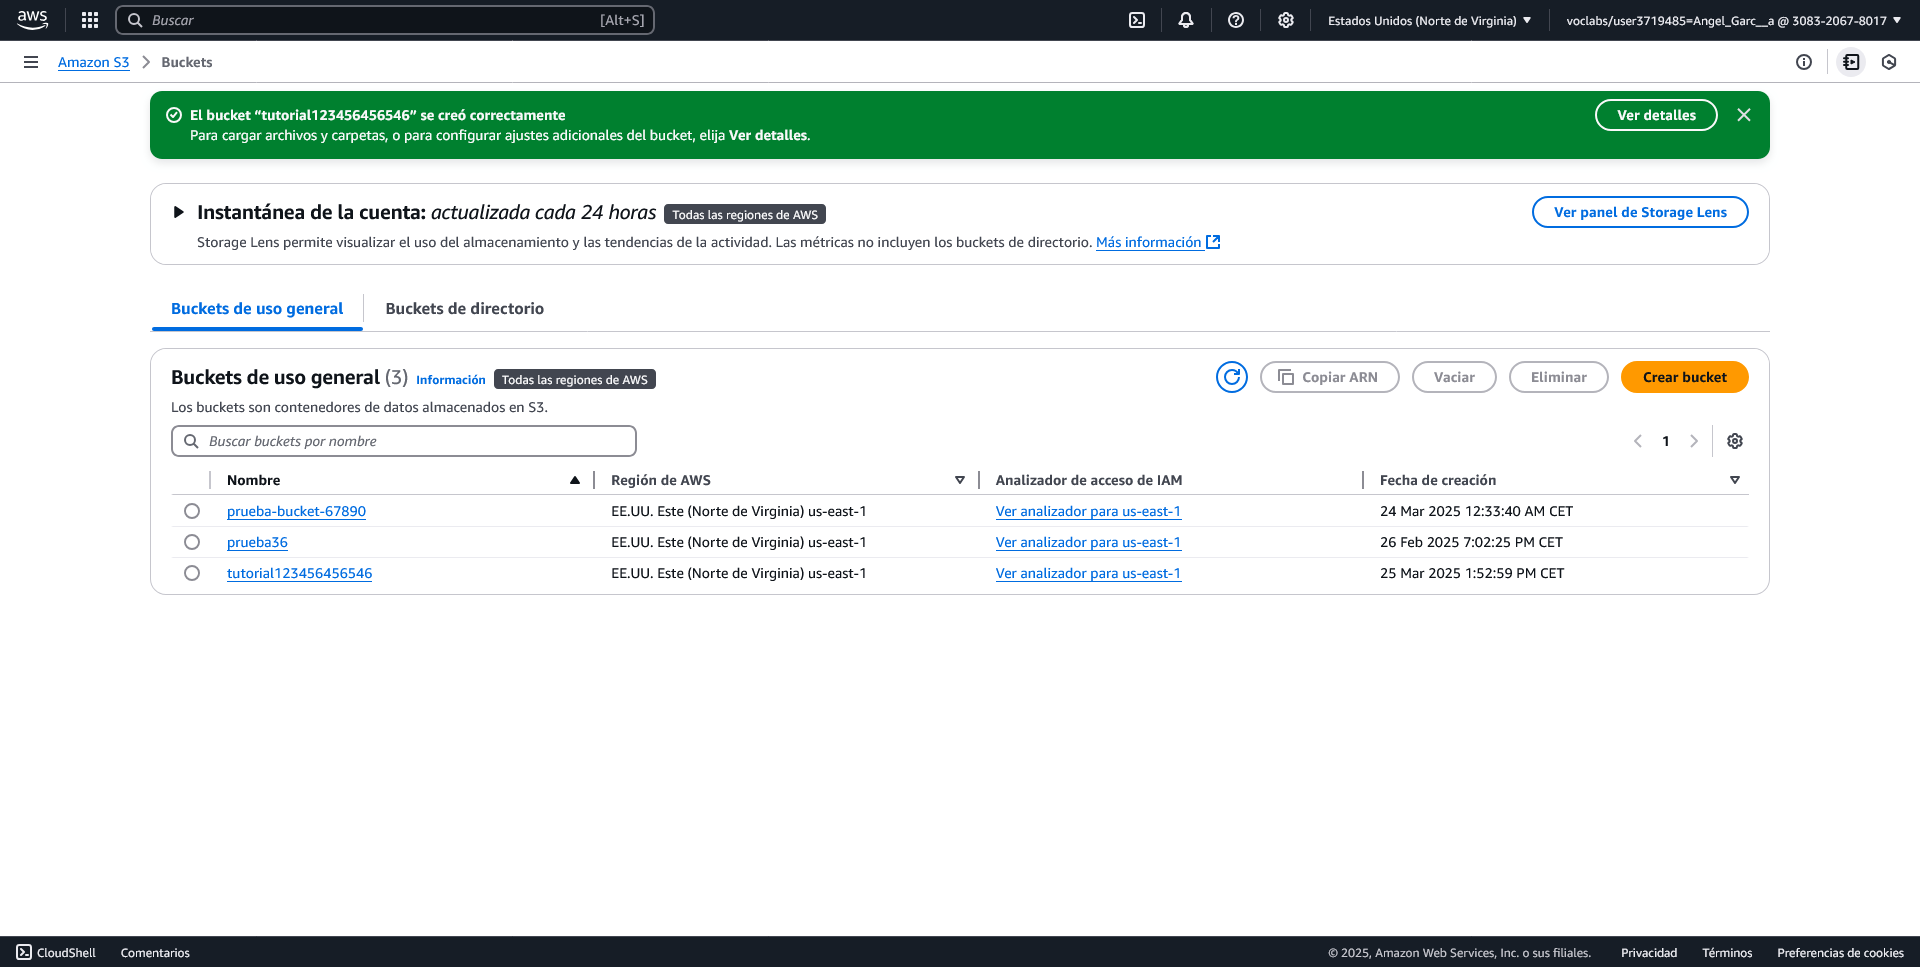 aws
Buscar [Alt+S]
Estados Unidos (Norte de Virginia)
voclabs/user3719485=Angel_Garc__a @ 3083-2067-8017
Amazon S3
Buckets
El bucket “tutorial123456456546” se creó correctamente
Para cargar archivos y carpetas, o para configurar ajustes adicionales del bucket, elija Ver detalles.
Ver detalles
Instantánea de la cuenta: actualizada cada 24 horas
Todas las regiones de AWS
Ver panel de Storage Lens
Storage Lens permite visualizar el uso del almacenamiento y las tendencias de la actividad. Las métricas no incluyen los buckets de directorio. Más información
Buckets de uso general
Buckets de directorio
Buckets de uso general (3) Información
Todas las regiones de AWS
Copiar ARN
Vaciar
Eliminar
Crear bucket
Los buckets son contenedores de datos almacenados en S3.
Buscar buckets por nombre
1
Nombre Región de AWS Analizador de acceso de IAM Fecha de creación
prueba-bucket-67890 EE.UU. Este (Norte de Virginia) us-east-1 Ver analizador para us-east-1 24 Mar 2025 12:33:40 AM CET
prueba36 EE.UU. Este (Norte de Virginia) us-east-1 Ver analizador para us-east-1 26 Feb 2025 7:02:25 PM CET
tutorial123456456546 EE.UU. Este (Norte de Virginia) us-east-1 Ver analizador para us-east-1 25 Mar 2025 1:52:59 PM CET
CloudShell
Comentarios
© 2025, Amazon Web Services, Inc. o sus filiales.
Privacidad
Términos
Preferencias de cookies